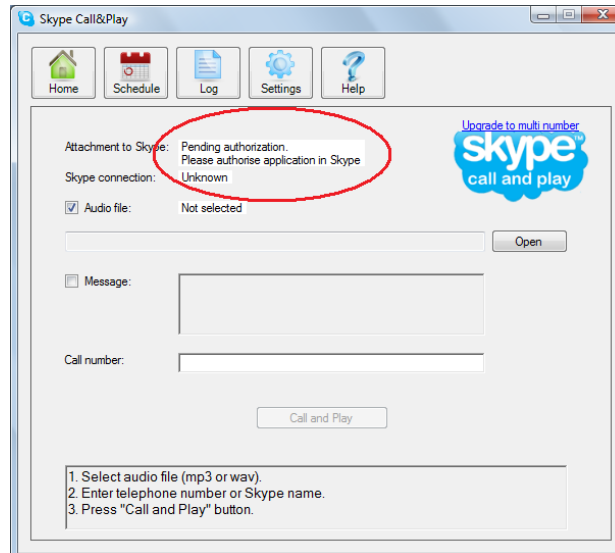 Skype Call&Play
Home Schedule Log Settings Help
Upgrade to multi number
Attachment to Skype: Pending authorization.
Please authorise application in Skype
skype™
call and play
Skype connection: Unknown
Audio file: Not selected
Open
Message:
Call number:
Call and Play
1. Select audio file (mp3 or wav).
2. Enter telephone number or Skype name.
3. Press "Call and Play" button.